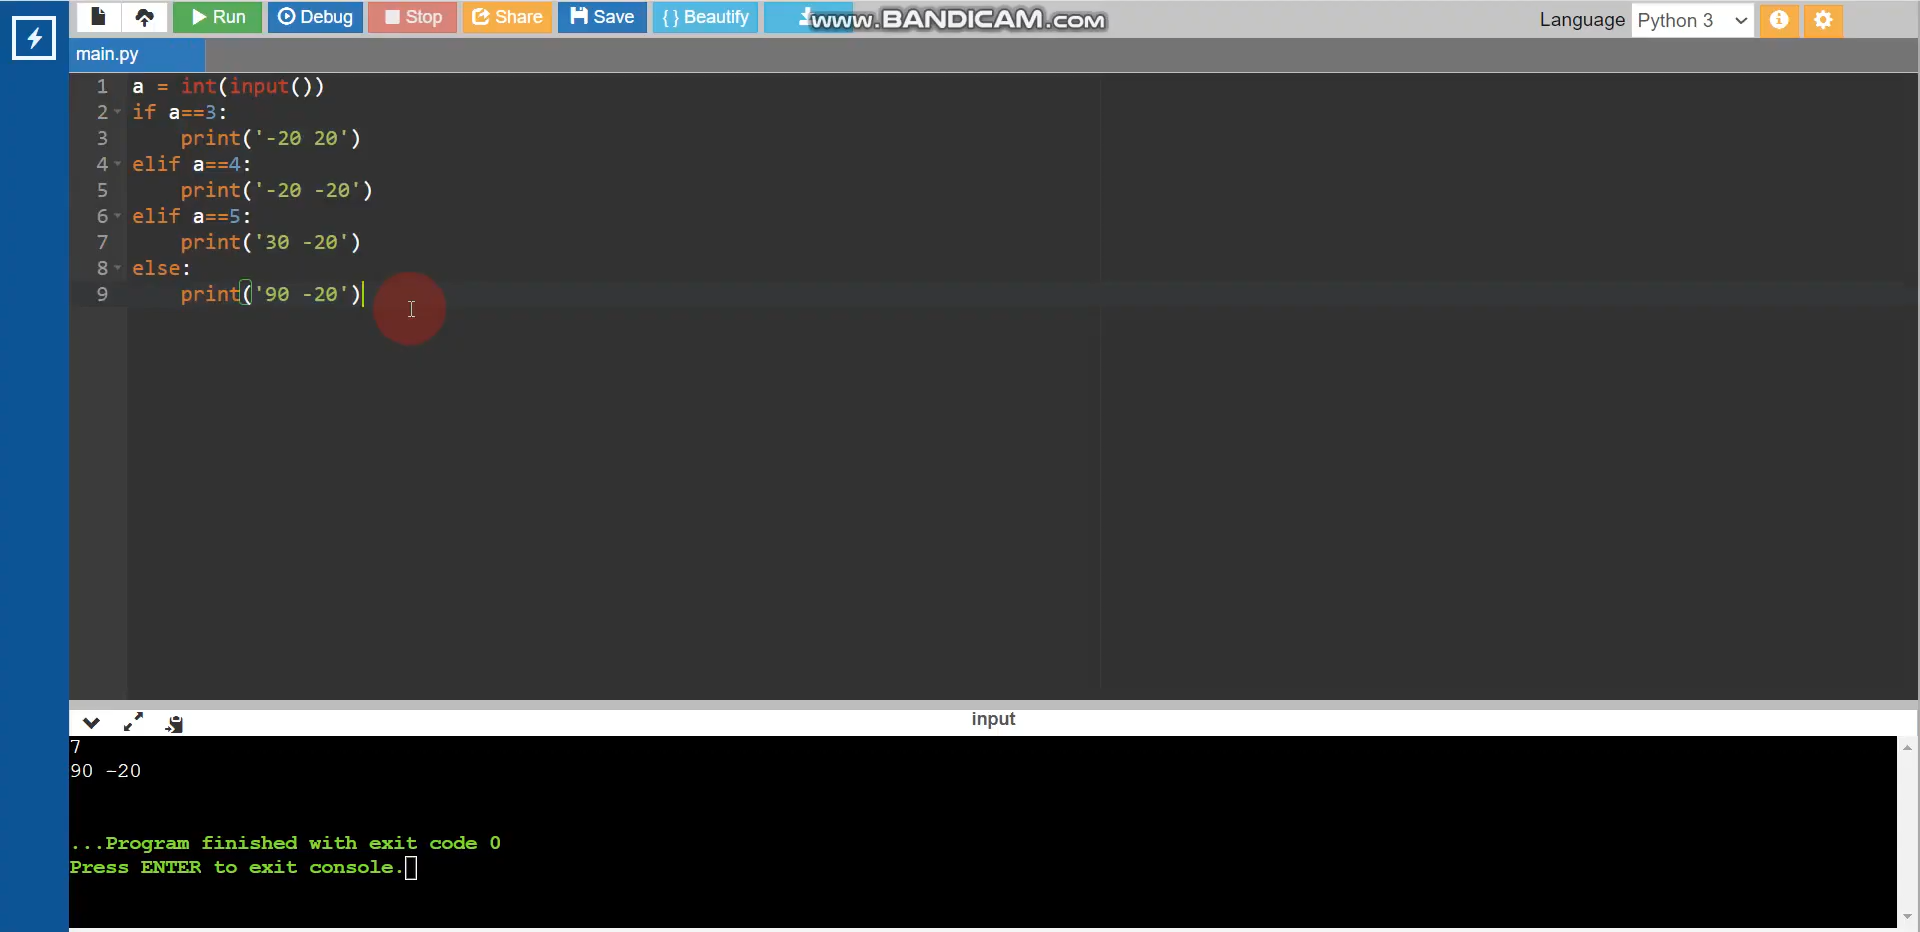 Run Debug Stop Share Save { } Beautify www.BANDICAM.com Language Python 3
main.py
1 a = int(input())
2 if a==3:
3     print('-20 20')
4 elif a==4:
5     print('-20 -20')
6 elif a==5:
7     print('30 -20')
8 else:
9     print('90 -20')
input
7
90 -20
...Program finished with exit code 0
Press ENTER to exit console.